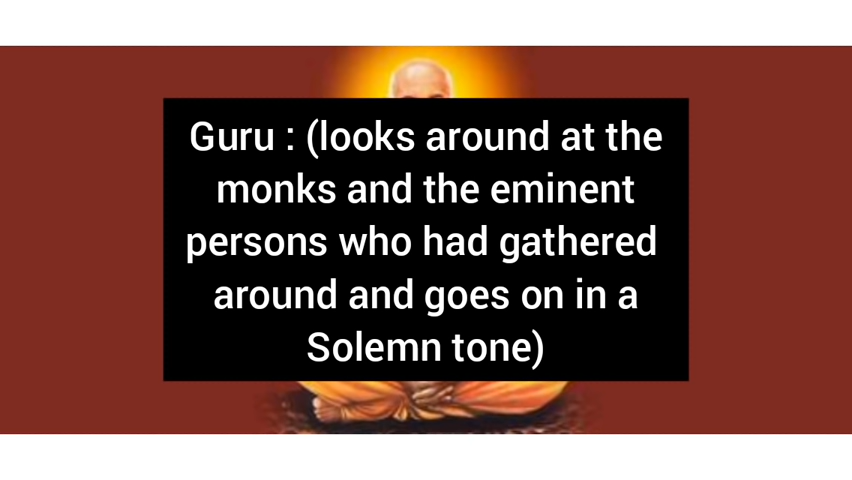 Guru : (looks around at the
monks and the eminent
persons who had gathered
around and goes on in a
Solemn tone)